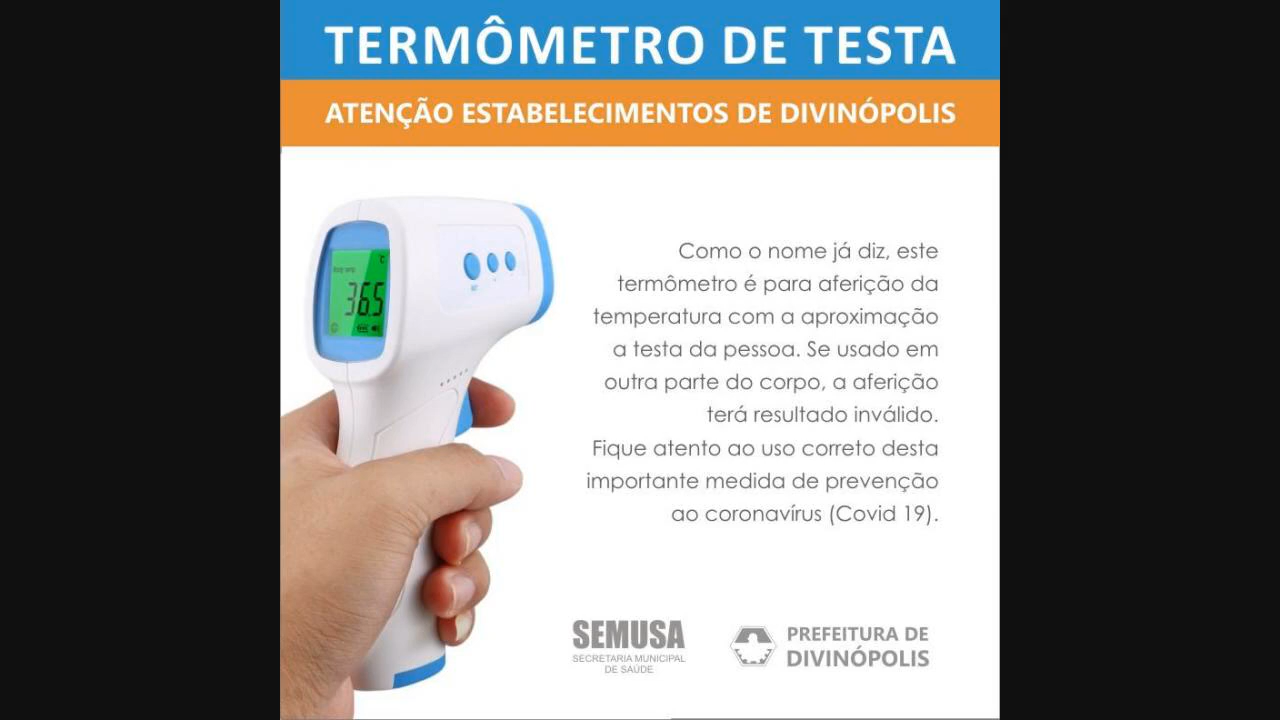 TERMÔMETRO DE TESTA
ATENÇÃO ESTABELECIMENTOS DE DIVINÓPOLIS
Como o nome já diz, este
termômetro é para aferição da
temperatura com a aproximação
a testa da pessoa. Se usado em
outra parte do corpo, a aferição
terá resultado inválido.
Fique atento ao uso correto desta
importante medida de prevenção
ao coronavírus (Covid 19).
°C
Body temp
36.5
SEMUSA
SECRETARIA MUNICIPAL
DE SAÚDE
PREFEITURA DE
DIVINÓPOLIS